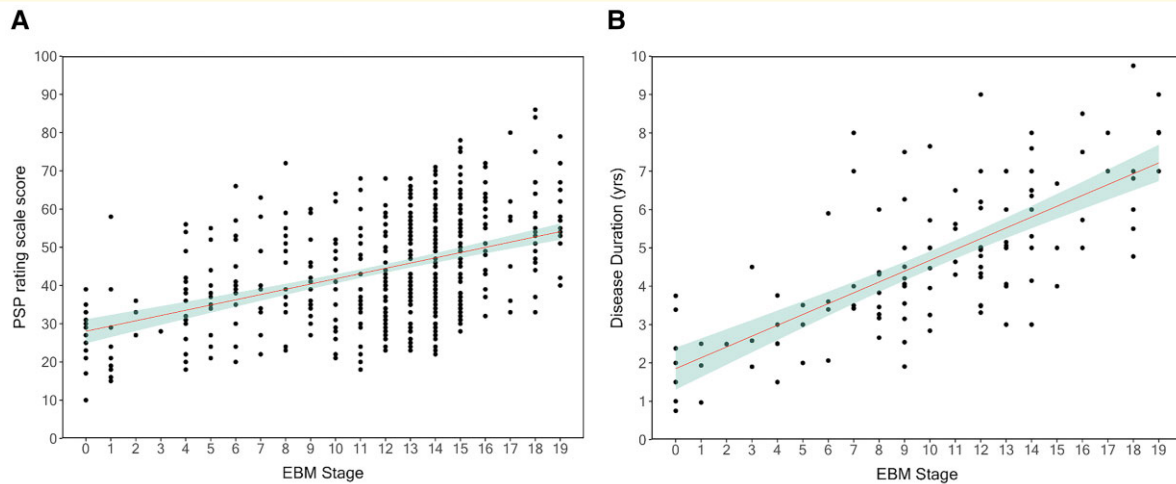 A
B
PSP rating scale score
100
90
80
70
60
50
40
30
20
10
0
0 1 2 3 4 5 6 7 8 9 10 11 12 13 14 15 16 17 18 19
EBM Stage
Disease Duration (yrs)
10
9
8
7
6
5
4
3
2
1
0
0 1 2 3 4 5 6 7 8 9 10 11 12 13 14 15 16 17 18 19
EBM Stage